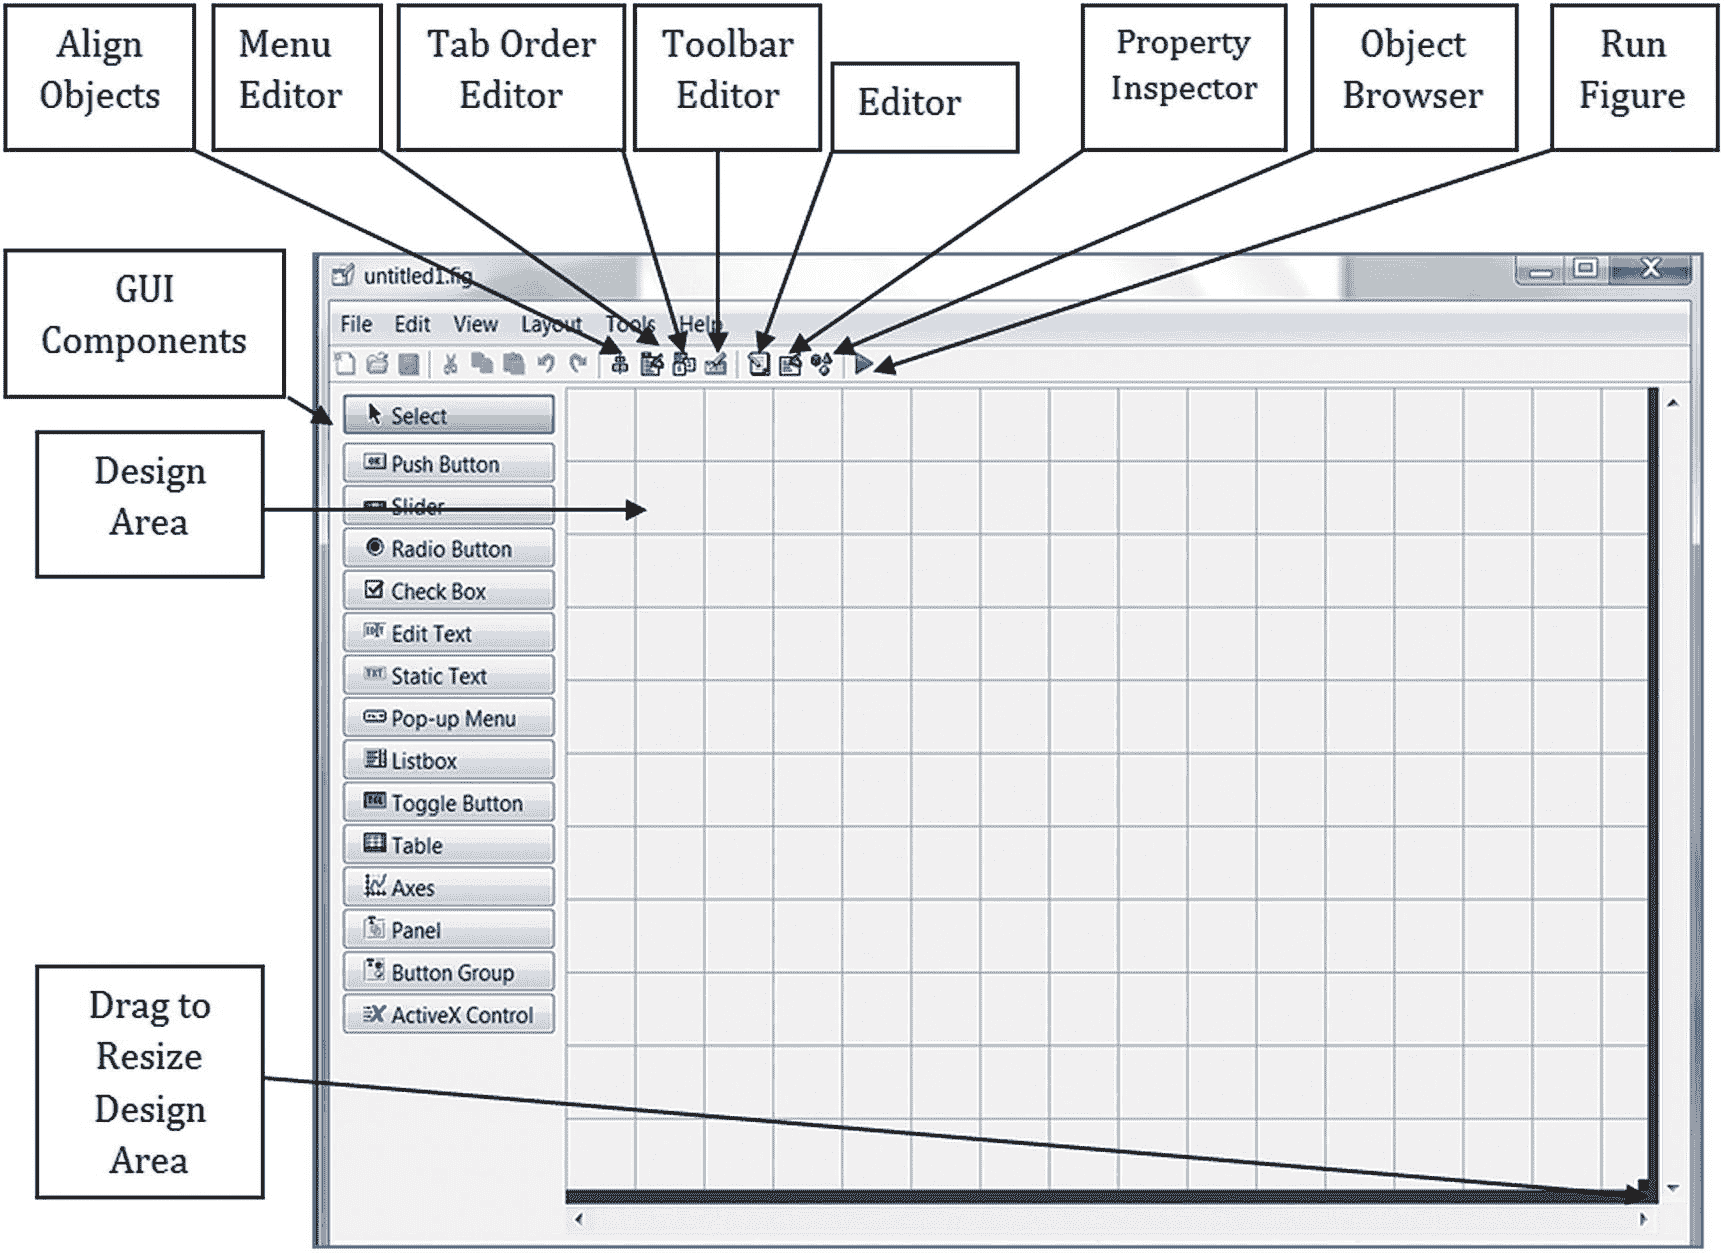 Align
Objects
Menu
Editor
Tab Order
Editor
Toolbar
Editor
Editor
Property
Inspector
Object
Browser
Run
Figure
GUI
Components
untitled1.fig
File Edit View Layout Tools Help
Select
Push Button
Slider
Radio Button
Check Box
Edit Text
Static Text
Pop-up Menu
Listbox
Toggle Button
Table
Axes
Panel
Button Group
ActiveX Control
Design
Area
Drag to
Resize
Design
Area